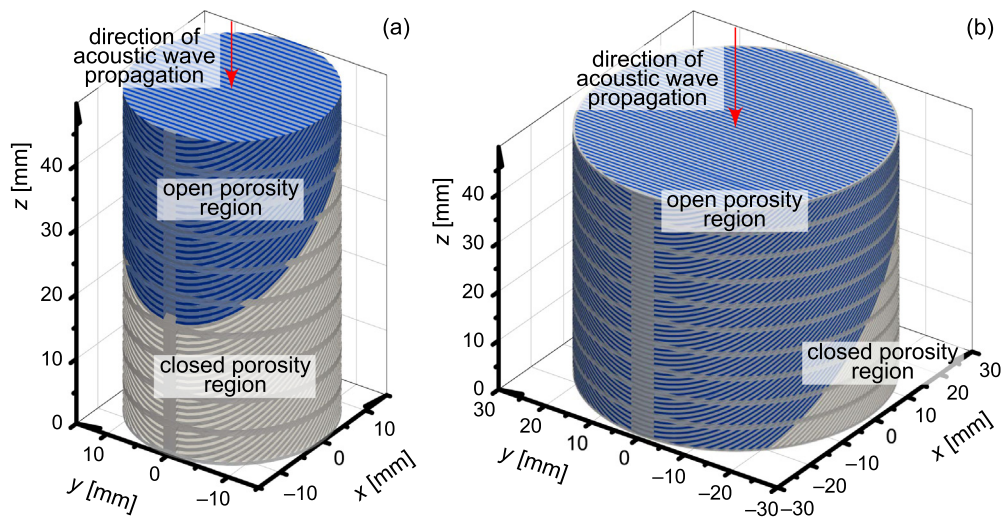 (a)
direction of
acoustic wave
propagation
open porosity
region
closed porosity
region
z [mm]
40
30
20
10
0
10
0
–10
y [mm]
–10
0
10
x [mm]
(b)
direction of
acoustic wave
propagation
open porosity
region
closed porosity
region
z [mm]
40
30
20
10
0
30
20
10
0
–10
–20
–30
y [mm]
–30
–20
–10
0
10
20
30
x [mm]